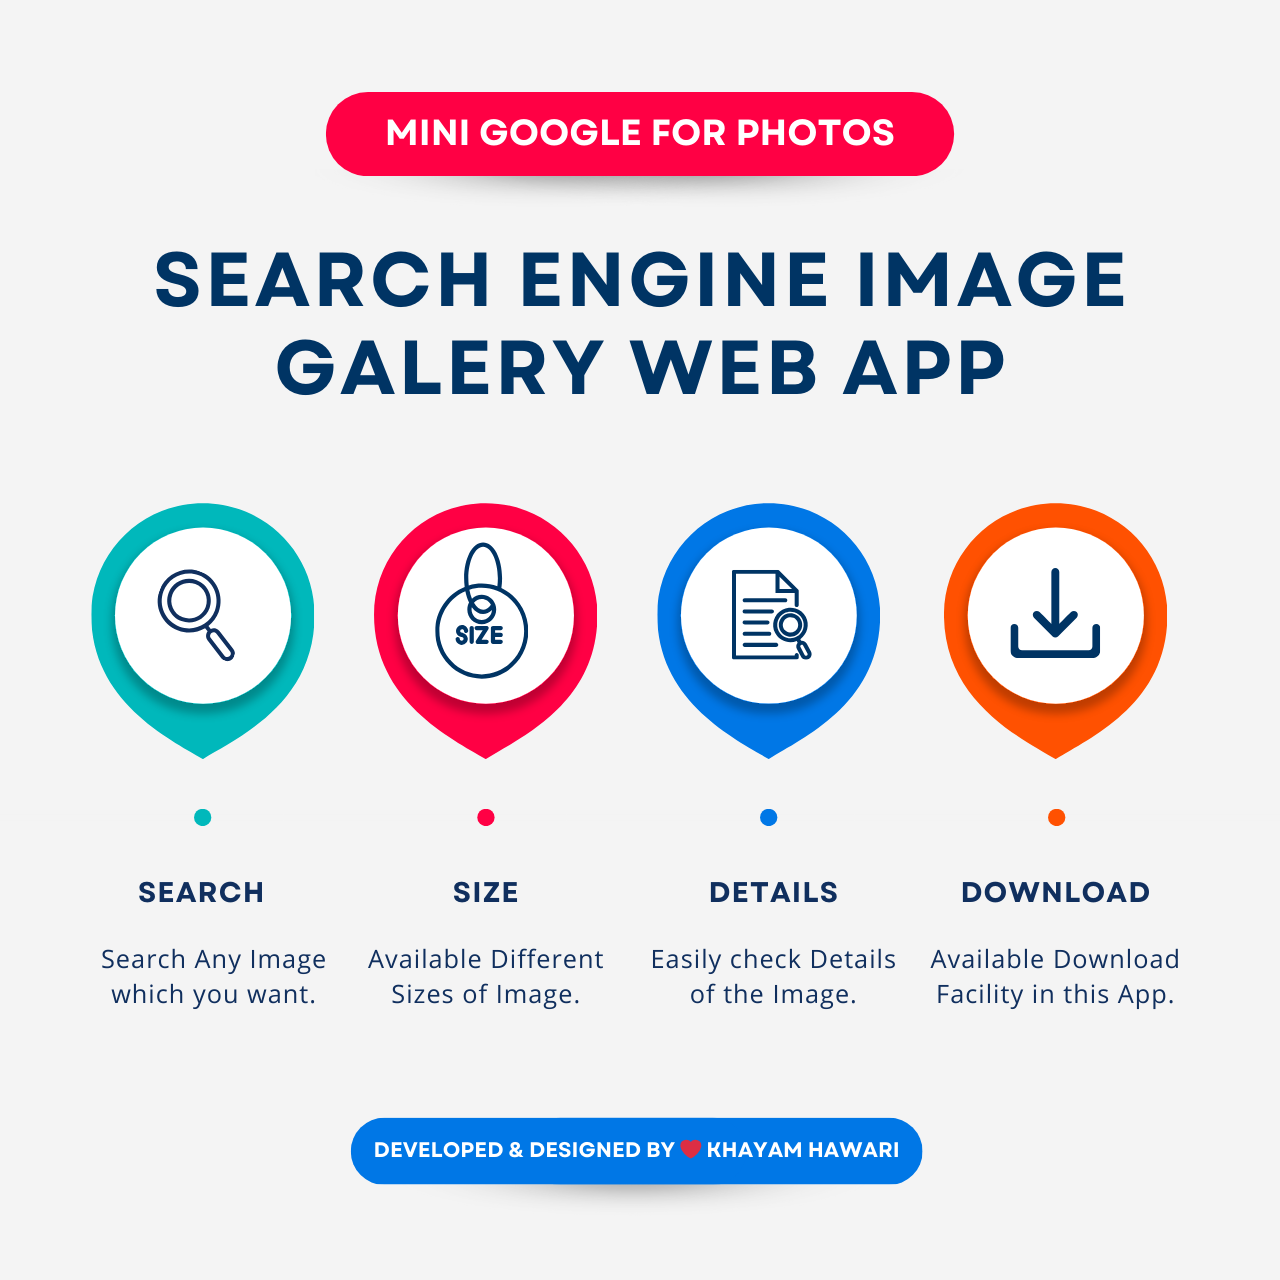 MINI GOOGLE FOR PHOTOS
SEARCH ENGINE IMAGE
GALERY WEB APP
SIZE
SEARCH
Search Any Image
which you want.
SIZE
Available Different
Sizes of Image.
DETAILS
Easily check Details
of the Image.
DOWNLOAD
Available Download
Facility in this App.
DEVELOPED & DESIGNED BY ❤️ KHAYAM HAWARI